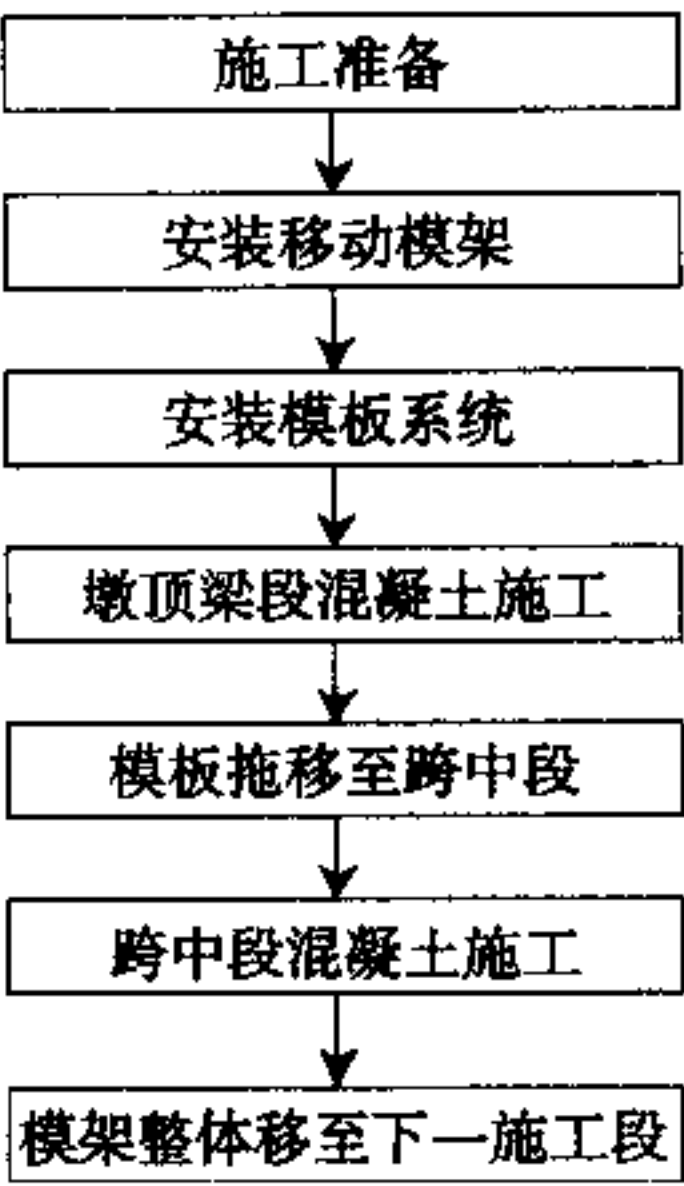 施工准备
安装移动模架
安装模板系统
墩顶梁段混凝土施工
模板拖移至跨中段
跨中段混凝土施工
模架整体移至下一施工段